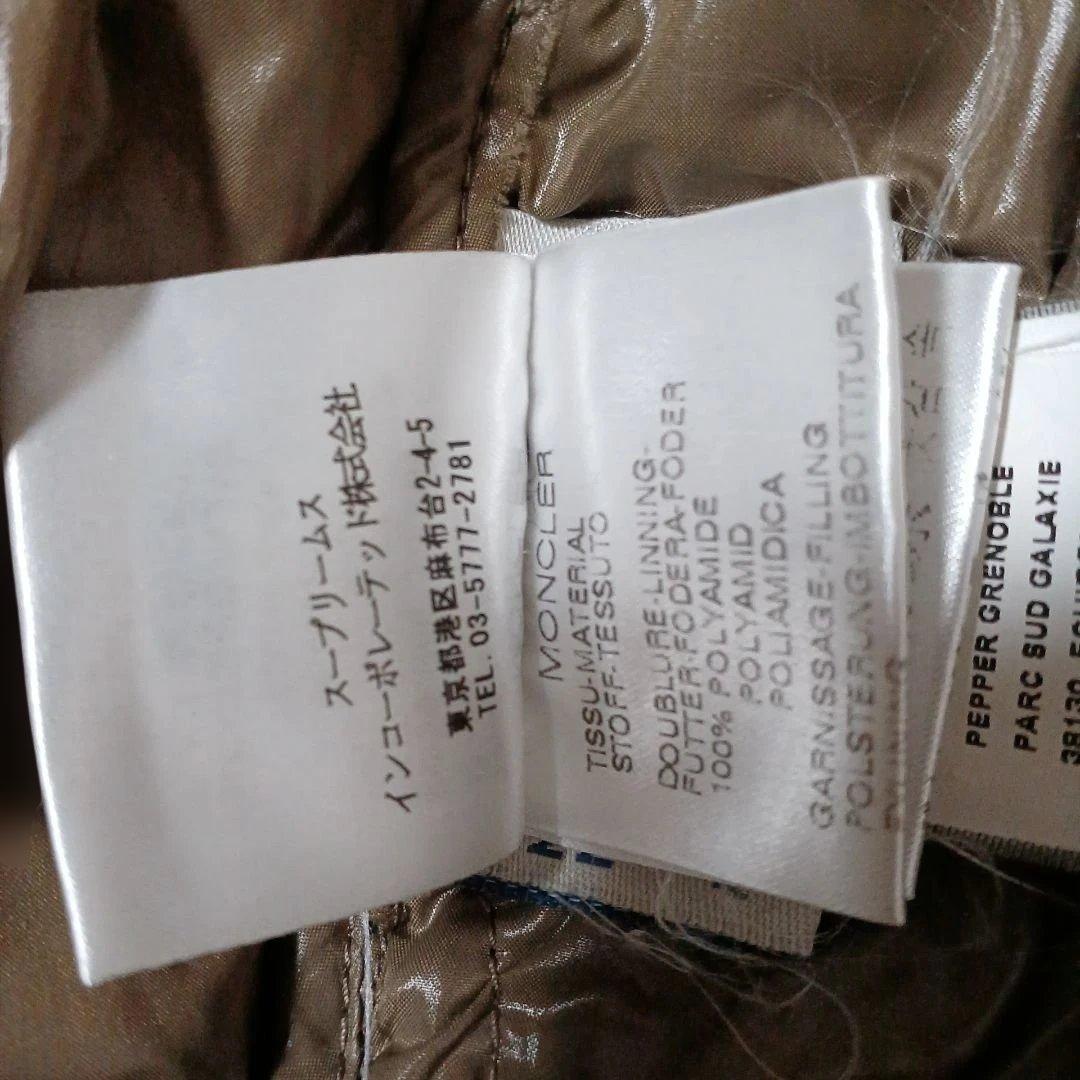 スープリームス
インコーポレーテッド株式会社
東京都港区麻布台2-4-5
TEL. 03-5777-2781
MONCLER
TISSU-MATERIAL
STOFF-TESSUTO
DOUBLURE-LINNING-
FUTTER-FODERA-FODER
100% POLYAMIDE
POLYAMID
POLIAMIDICA
GARNISSAGE-FILLING
POLSTERUNG-IMBOTTITURA
PEPPER GRENOBLE
PARC SUD GALAXIE
38130